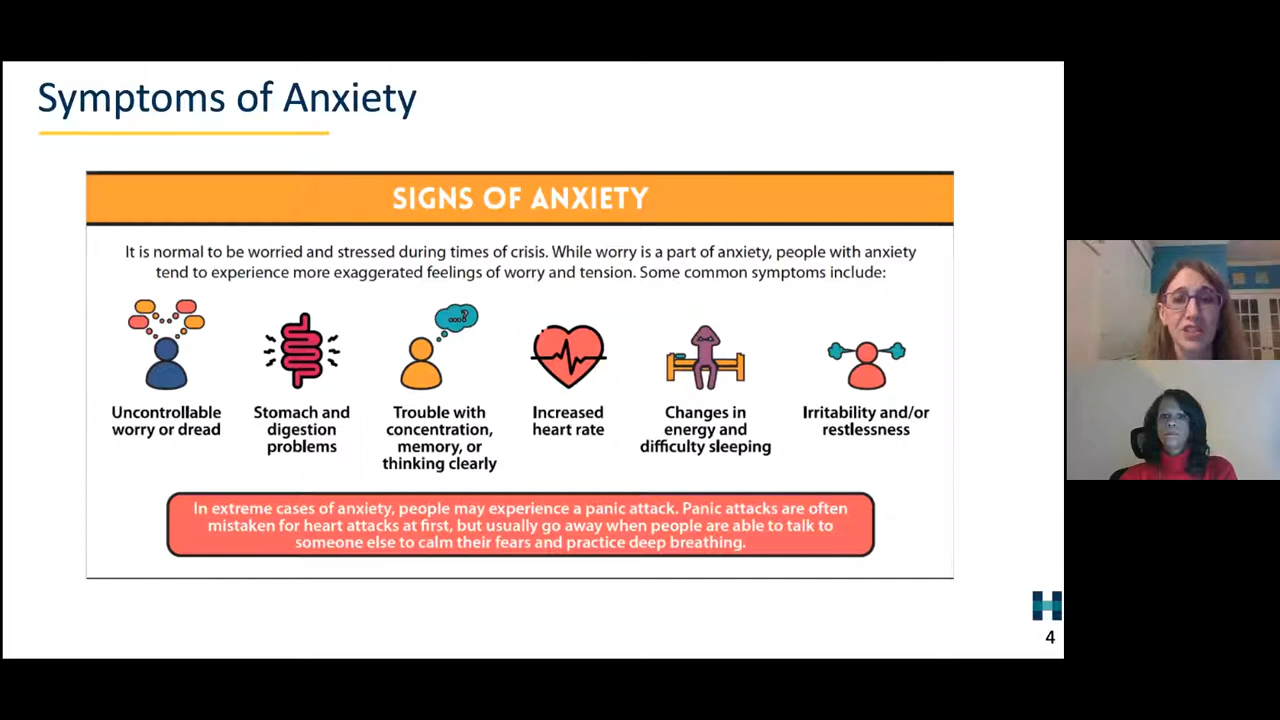 Symptoms of Anxiety
SIGNS OF ANXIETY
It is normal to be worried and stressed during times of crisis. While worry is a part of anxiety, people with anxiety
tend to experience more exaggerated feelings of worry and tension. Some common symptoms include:
...?
Uncontrollable
worry or dread
Stomach and
digestion
problems
Trouble with
concentration,
memory, or
thinking clearly
Increased
heart rate
Changes in
energy and
difficulty sleeping
Irritability and/or
restlessness
In extreme cases of anxiety, people may experience a panic attack. Panic attacks are often
mistaken for heart attacks at first, but usually go away when people are able to talk to
someone else to calm their fears and practice deep breathing.
H
4